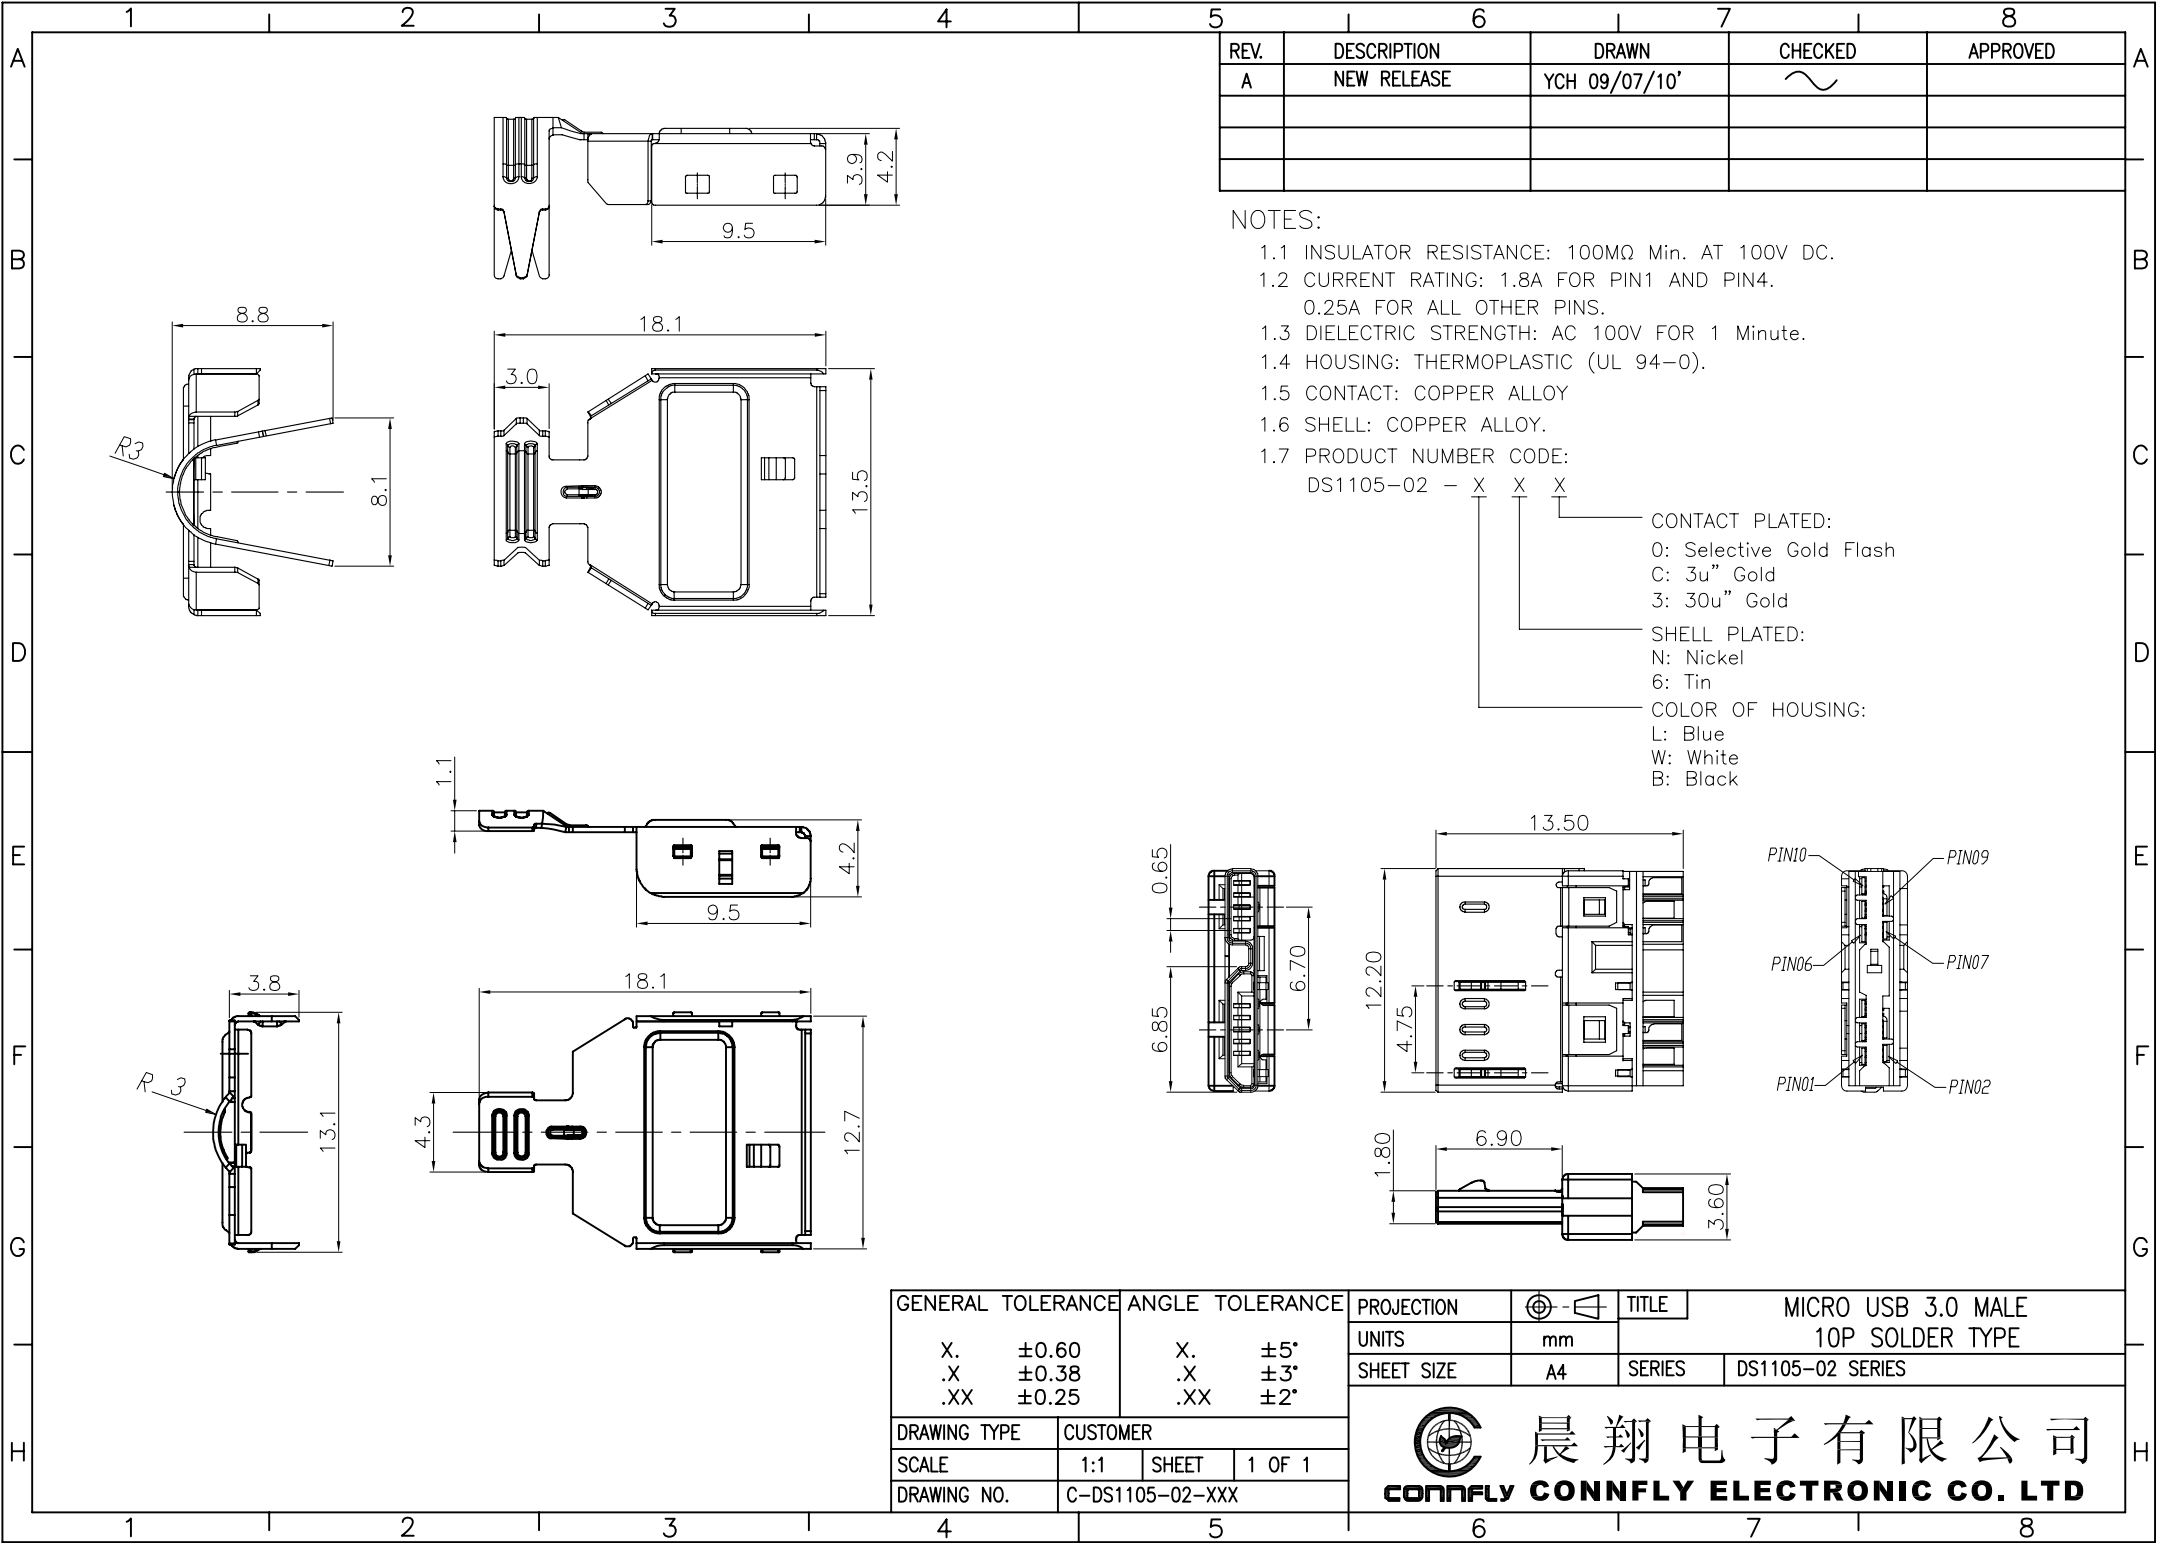 1 2 3 4 5 6 7 8
A A
B B
C C
D D
E E
F F
G G
H H
REV. DESCRIPTION DRAWN CHECKED APPROVED
A NEW RELEASE YCH 09/07/10'
NOTES:
1.1 INSULATOR RESISTANCE: 100MΩ Min. AT 100V DC.
1.2 CURRENT RATING: 1.8A FOR PIN1 AND PIN4.
0.25A FOR ALL OTHER PINS.
1.3 DIELECTRIC STRENGTH: AC 100V FOR 1 Minute.
1.4 HOUSING: THERMOPLASTIC (UL 94-0).
1.5 CONTACT: COPPER ALLOY
1.6 SHELL: COPPER ALLOY.
1.7 PRODUCT NUMBER CODE:
DS1105-02 - X X X
CONTACT PLATED:
0: Selective Gold Flash
C: 3u" Gold
3: 30u" Gold
SHELL PLATED:
N: Nickel
6: Tin
COLOR OF HOUSING:
L: Blue
W: White
B: Black
3.9
4.2
9.5
8.8
R3
8.1
18.1
3.0
13.5
1.1
4.2
9.5
3.8
R 3
13.1
18.1
4.3
12.7
0.65
6.70
6.85
13.50
12.20
4.75
PIN10
PIN09
PIN06
PIN07
PIN01
PIN02
1.80
6.90
3.60
GENERAL TOLERANCE
X. ±0.60
.X ±0.38
.XX ±0.25
ANGLE TOLERANCE
X. ±5°
.X ±3°
.XX ±2°
DRAWING TYPE CUSTOMER
SCALE 1:1 SHEET 1 OF 1
DRAWING NO. C-DS1105-02-XXX
PROJECTION
UNITS mm
SHEET SIZE A4
TITLE MICRO USB 3.0 MALE
10P SOLDER TYPE
SERIES DS1105-02 SERIES
晨翔电子有限公司
CONNFLY CONNFLY ELECTRONIC CO. LTD
1 2 3 4 5 6 7 8